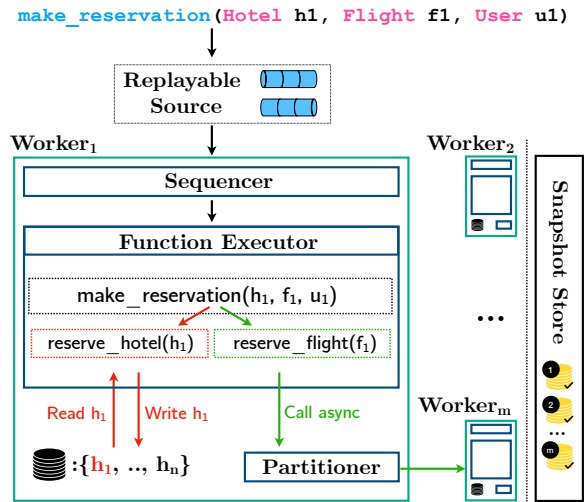 make_reservation(Hotel h1, Flight f1, User u1)
Replayable
Source
Worker1
Worker2
Sequencer
Snapshot Store
Function Executor
make_reservation(h1, f1, u1)
reserve_hotel(h1)
reserve_flight(f1)
...
1
Read h1
Write h1
Call async
2
Workerm
...
m
:{h1, .., hn}
Partitioner